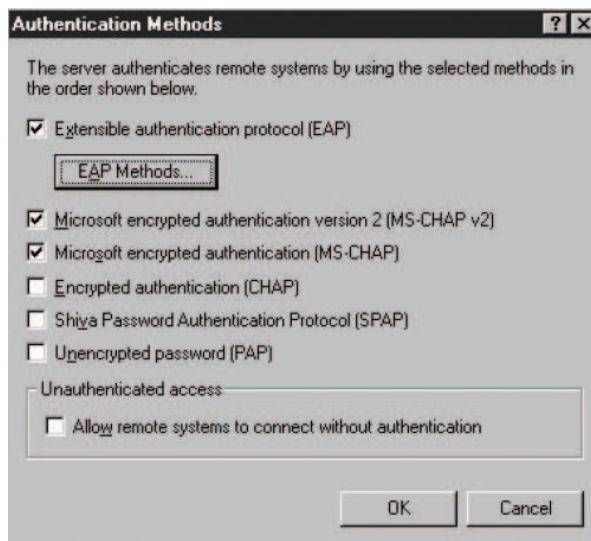 Authentication Methods
The server authenticates remote systems by using the selected methods in
the order shown below.
Extensible authentication protocol (EAP)
EAP Methods...
Microsoft encrypted authentication version 2 (MS-CHAP v2)
Microsoft encrypted authentication (MS-CHAP)
Encrypted authentication (CHAP)
Shiva Password Authentication Protocol (SPAP)
Unencrypted password (PAP)
Unauthenticated access
Allow remote systems to connect without authentication
OK
Cancel